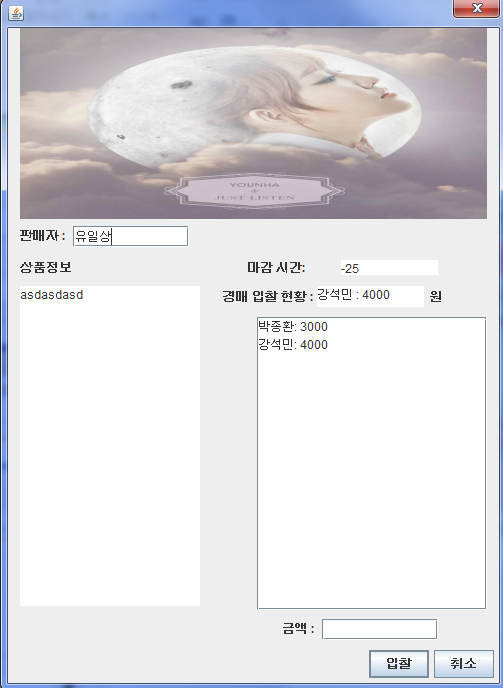 YOUNHA
+
JUST LISTEN
판매자 : 유일상
상품정보
마감 시간: -25
asdasdasd
경매 입찰 현황 : 강석민 : 4000 원
박종환: 3000
강석민: 4000
금액 :
입찰 취소